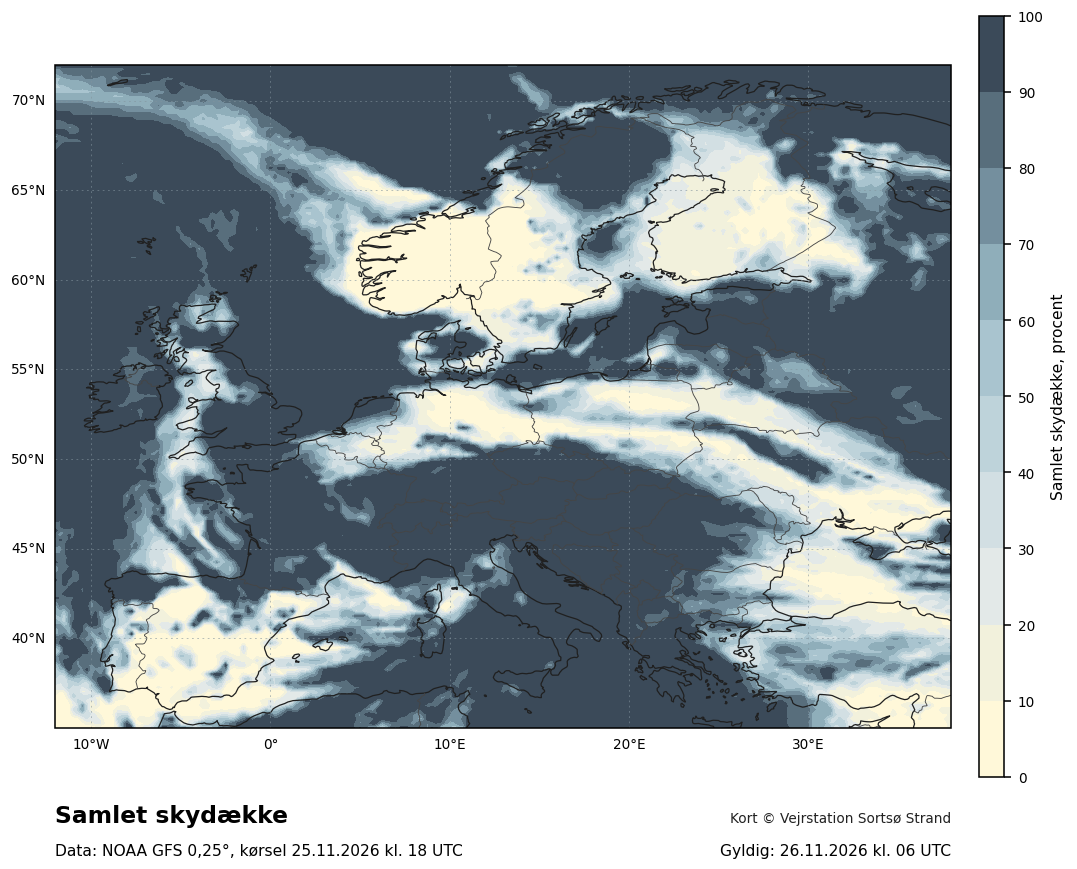 100
90
80
70
60
50
40
30
20
10
0
Samlet skydække, procent
70°N
65°N
60°N
55°N
50°N
45°N
40°N
10°W
0°
10°E
20°E
30°E
Samlet skydække
Kort © Vejrstation Sortsø Strand
Data: NOAA GFS 0,25°, kørsel 25.11.2026 kl. 18 UTC
Gyldig: 26.11.2026 kl. 06 UTC